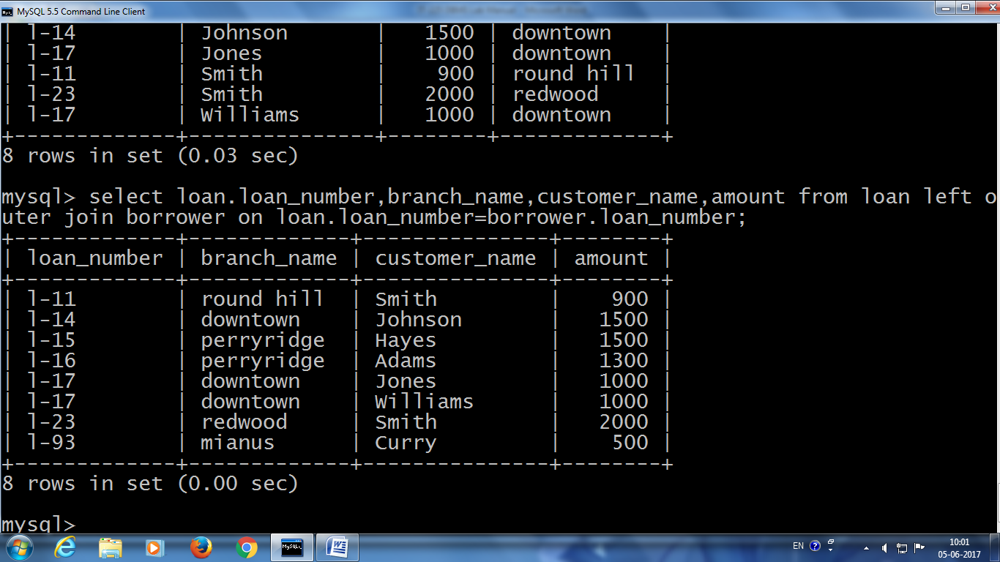 MySQL 5.5 Command Line Client
| l-14 | Johnson | 1500 | downtown |
| l-17 | Jones | 1000 | downtown |
| l-11 | Smith | 900 | round hill |
| l-23 | Smith | 2000 | redwood |
| l-17 | Williams | 1000 | downtown |
+-------------+---------------+--------+-------------+
8 rows in set (0.03 sec)
mysql> select loan.loan_number,branch_name,customer_name,amount from loan left o
uter join borrower on loan.loan_number=borrower.loan_number;
+-------------+-------------+---------------+--------+
| loan_number | branch_name | customer_name | amount |
+-------------+-------------+---------------+--------+
| l-11 | round hill | Smith | 900 |
| l-14 | downtown | Johnson | 1500 |
| l-15 | perryridge | Hayes | 1500 |
| l-16 | perryridge | Adams | 1300 |
| l-17 | downtown | Jones | 1000 |
| l-17 | downtown | Williams | 1000 |
| l-23 | redwood | Smith | 2000 |
| l-93 | mianus | Curry | 500 |
+-------------+-------------+---------------+--------+
8 rows in set (0.00 sec)
mysql>
MySQL
EN
10:01
05-06-2017